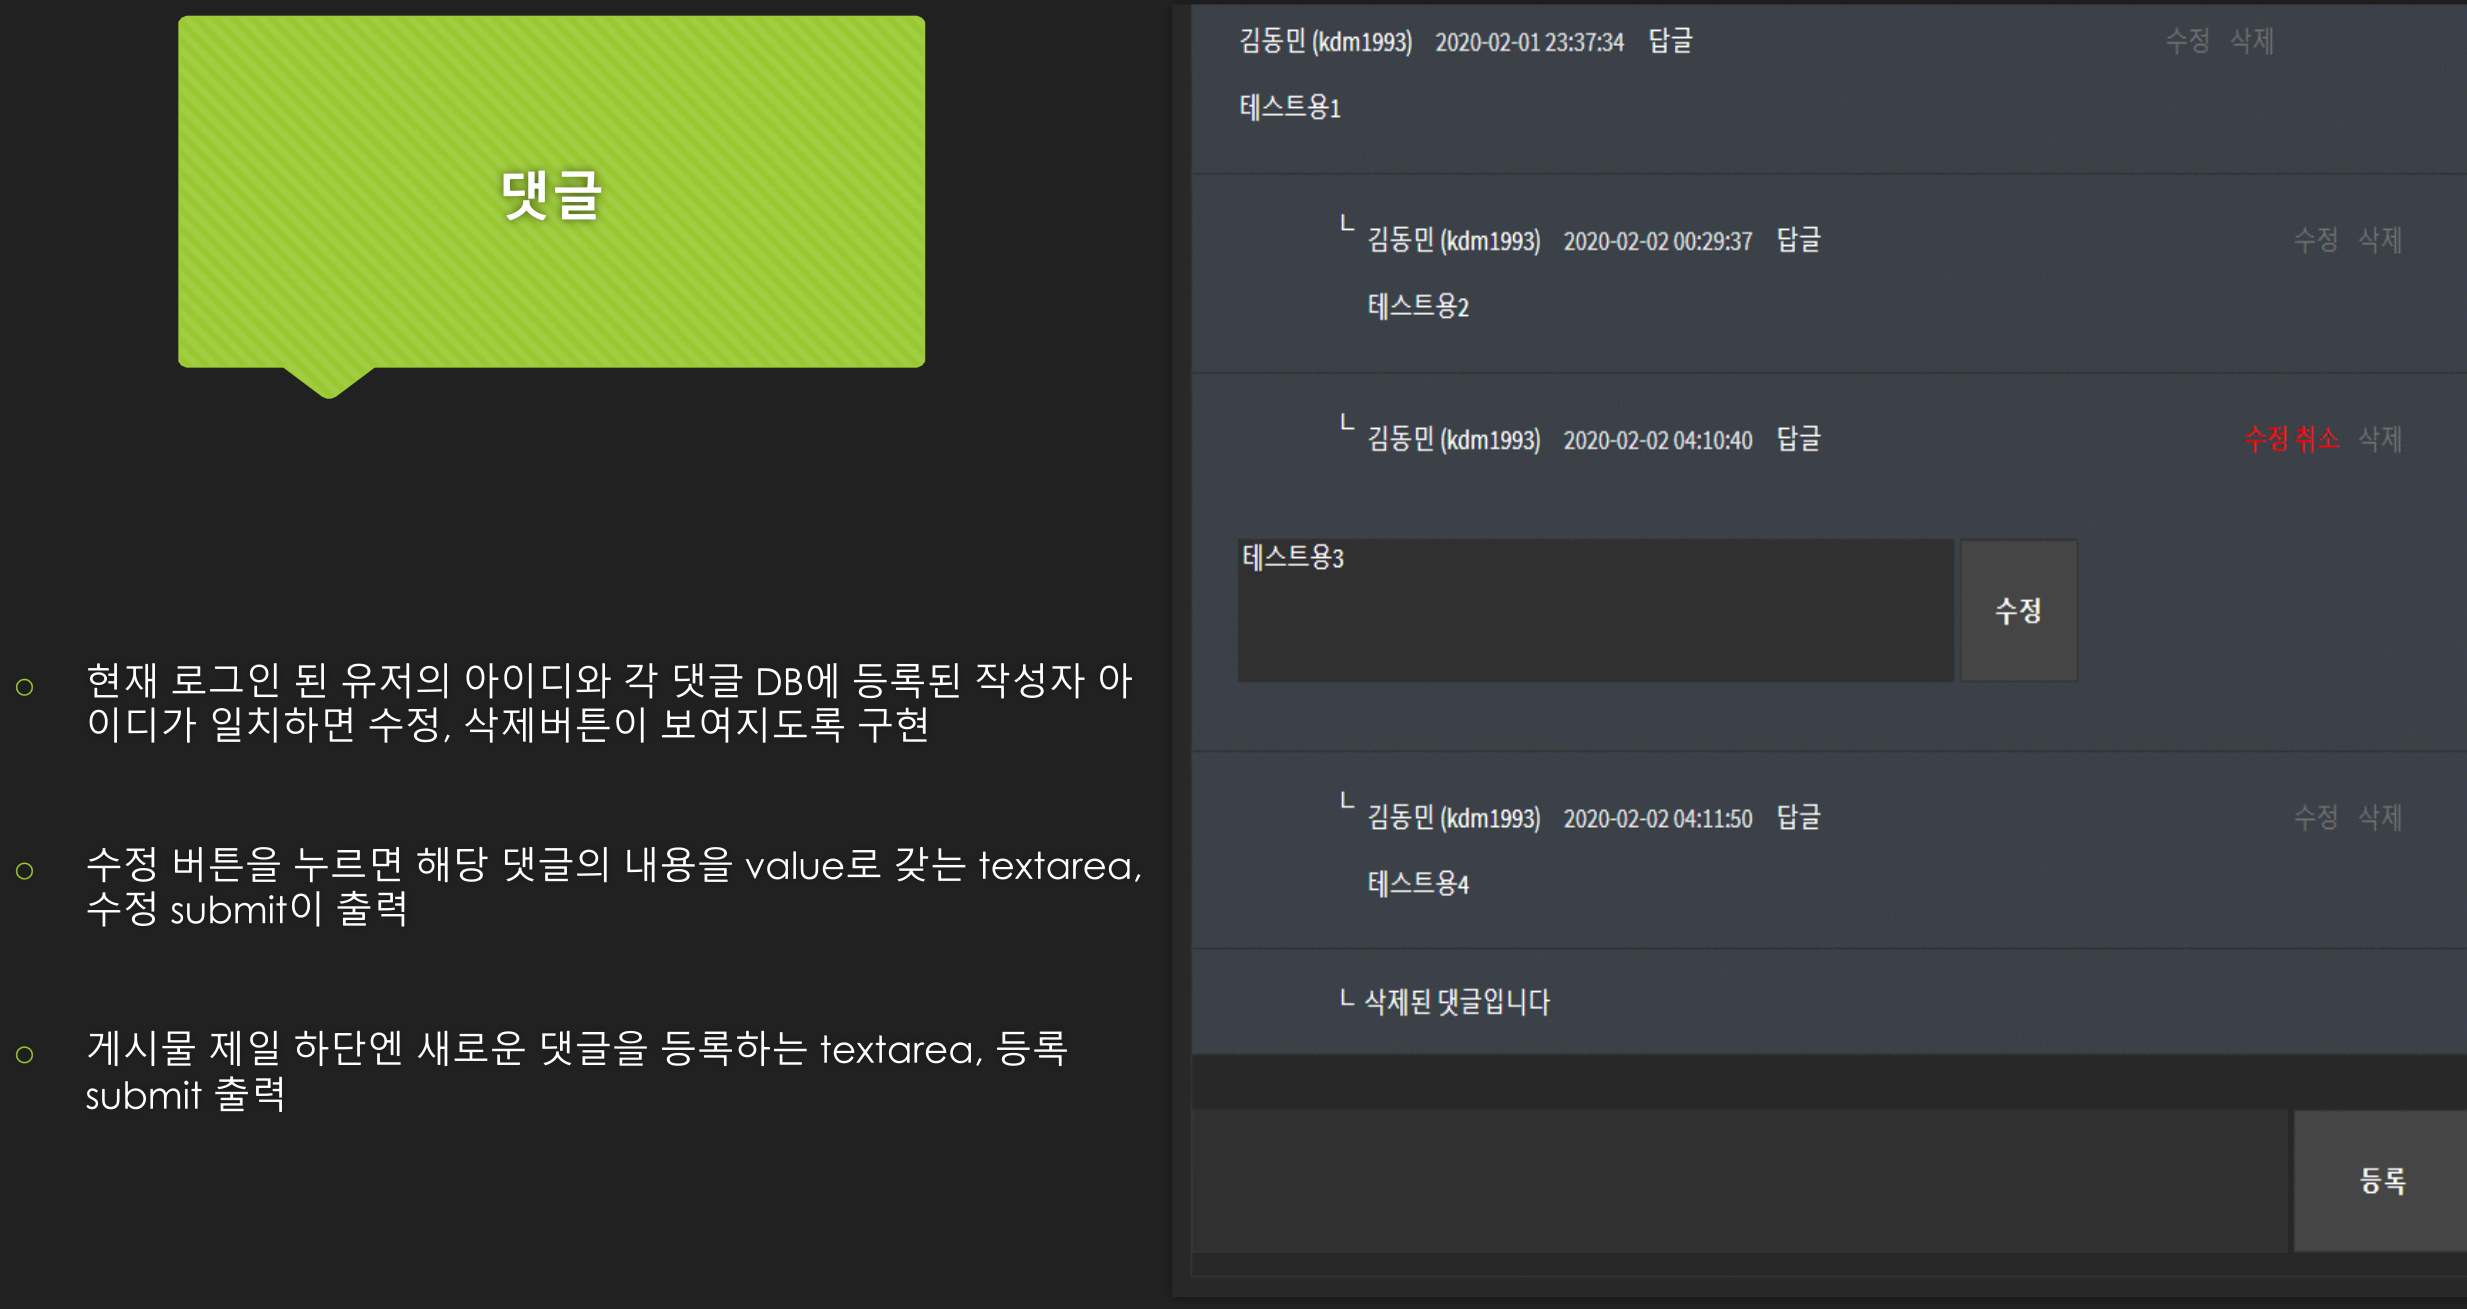 댓글
현재 로그인 된 유저의 아이디와 각 댓글 DB에 등록된 작성자 아
이디가 일치하면 수정, 삭제버튼이 보여지도록 구현
수정 버튼을 누르면 해당 댓글의 내용을 value로 갖는 textarea,
수정 submit이 출력
게시물 제일 하단엔 새로운 댓글을 등록하는 textarea, 등록
submit 출력
김동민 (kdm1993) 2020-02-01 23:37:34 답글 수정 삭제
테스트용1
└ 김동민 (kdm1993) 2020-02-02 00:29:37 답글 수정 삭제
테스트용2
└ 김동민 (kdm1993) 2020-02-02 04:10:40 답글 수정 취소 삭제
테스트용3
수정
└ 김동민 (kdm1993) 2020-02-02 04:11:50 답글 수정 삭제
테스트용4
└ 삭제된 댓글입니다
등록